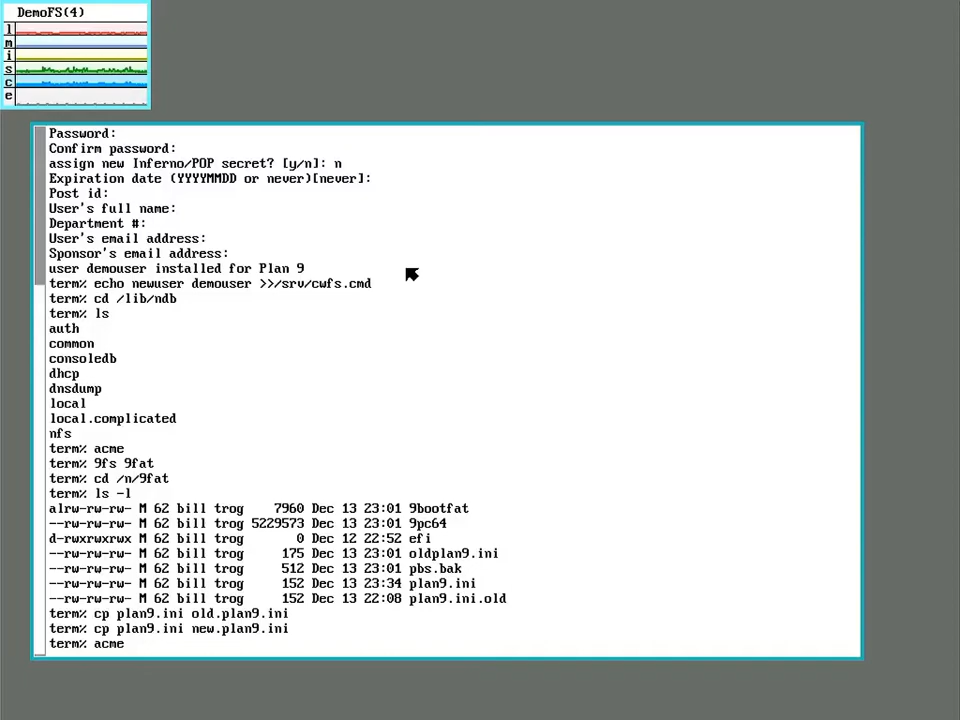 DemoFS(4)
l
m
i
s
c
e
Password:
Confirm password:
assign new Inferno/POP secret? [y/n]: n
Expiration date (YYYYMMDD or never)[never]:
Post id:
User's full name:
Department #:
User's email address:
Sponsor's email address:
user demouser installed for Plan 9
term% echo newuser demouser >>/srv/cwfs.cmd
term% cd /lib/ndb
term% ls
auth
common
consoledb
dhcp
dnsdump
local
local.complicated
nfs
term% acme
term% 9fs 9fat
term% cd /n/9fat
term% ls -l
alrw-rw-rw- M 62 bill trog    7960 Dec 13 23:01 9bootfat
--rw-rw-rw- M 62 bill trog 5229573 Dec 13 23:01 9pc64
d-rwxrwxrwx M 62 bill trog       0 Dec 12 22:52 efi
--rw-rw-rw- M 62 bill trog     175 Dec 13 23:01 oldplan9.ini
--rw-rw-rw- M 62 bill trog     512 Dec 13 23:01 pbs.bak
--rw-rw-rw- M 62 bill trog     152 Dec 13 23:34 plan9.ini
--rw-rw-rw- M 62 bill trog     152 Dec 13 22:08 plan9.ini.old
term% cp plan9.ini old.plan9.ini
term% cp plan9.ini new.plan9.ini
term% acme